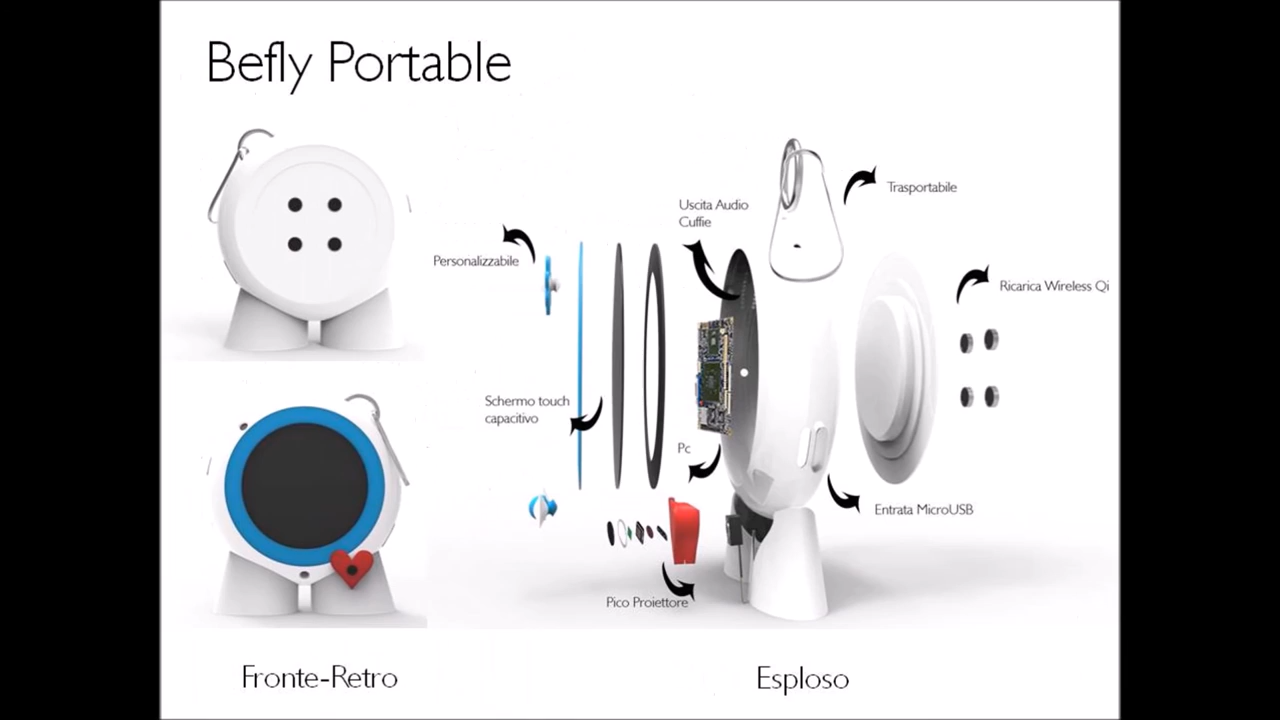 Befly Portable
Trasportabile
Uscita Audio
Cuffie
Personalizzabile
Ricarica Wireless Qi
Schermo touch
capacitivo
Pc
Entrata MicroUSB
Pico Proiettore
Fronte-Retro
Esploso